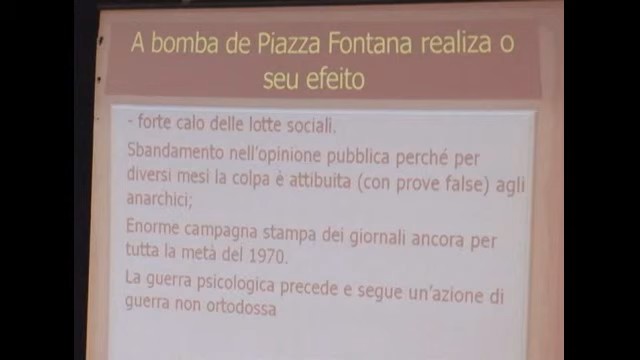 A bomba de Piazza Fontana realiza o
seu efeito
- forte calo delle lotte sociali.
Sbandamento nell'opinione pubblica perché per
diversi mesi la colpa è attibuita (con prove false) agli
anarchici;
Enorme campagna stampa dei giornali ancora per
tutta la metà del 1970.
La guerra psicologica precede e segue un'azione di
guerra non ortodossa